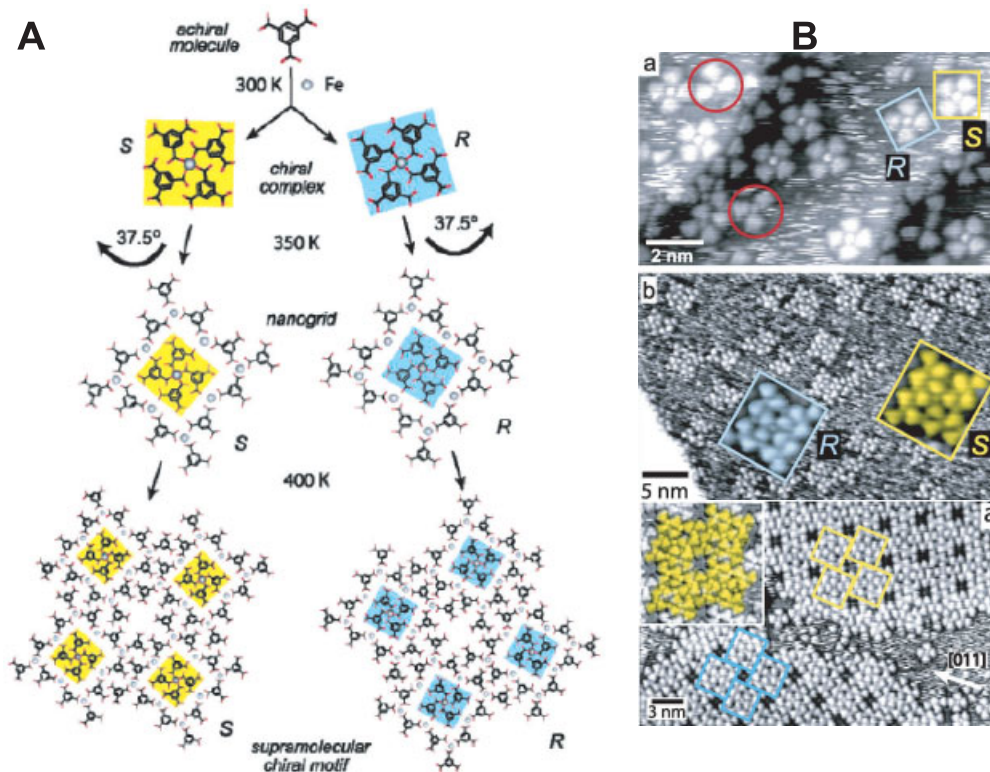 A
achiral
molecule
300 K
Fe
S
R
chiral
complex
37.5°
37.5°
350 K
nanogrid
S
R
400 K
S
R
supramolecular
chiral motif
B
a
R
S
2 nm
b
R
S
5 nm
a
[011]
3 nm